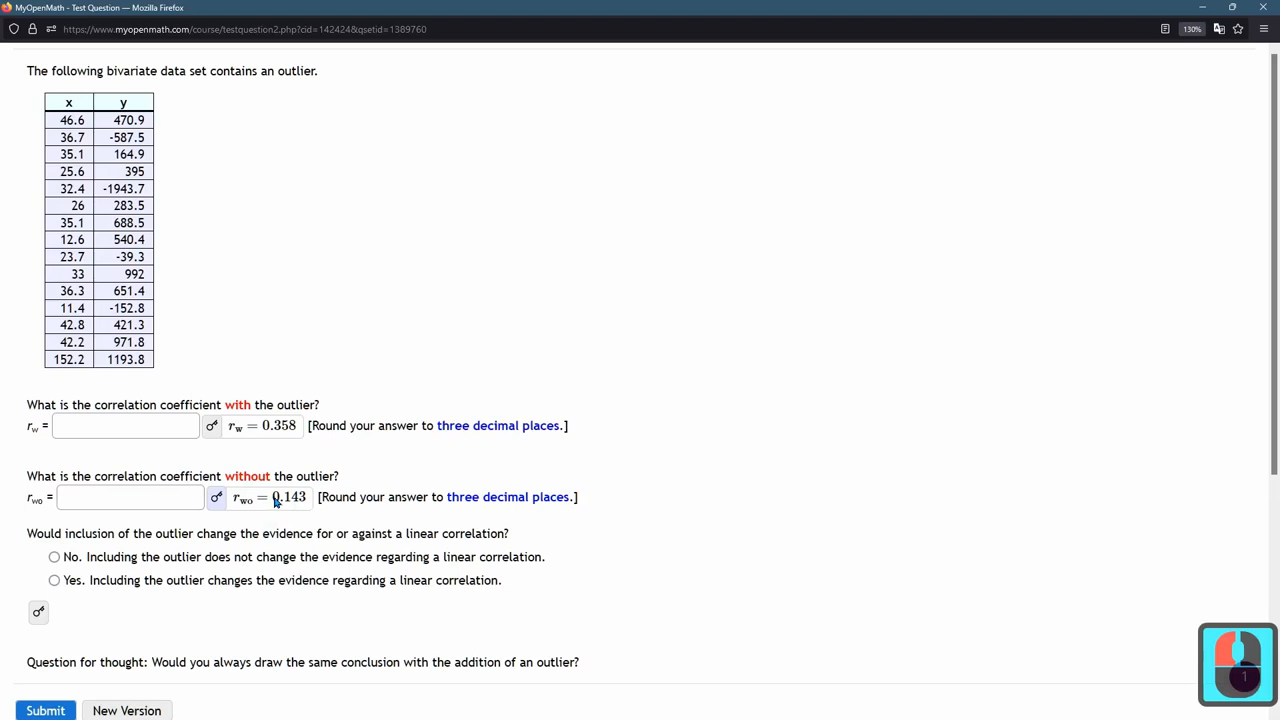 MyOpenMath — Test Question — Mozilla Firefox
https://www.myopenmath.com/course/testquestion2.php?cid=142424&qsetid=1389760
130%
The following bivariate data set contains an outlier.
x y
46.6 470.9
36.7 -587.5
35.1 164.9
25.6 395
32.4 -1943.7
26 283.5
35.1 688.5
12.6 540.4
23.7 -39.3
33 992
36.3 651.4
11.4 -152.8
42.8 421.3
42.2 971.8
152.2 1193.8
What is the correlation coefficient with the outlier?
rw = rw = 0.358 [Round your answer to three decimal places.]
What is the correlation coefficient without the outlier?
rwo = rwo = 0.143 [Round your answer to three decimal places.]
Would inclusion of the outlier change the evidence for or against a linear correlation?
No. Including the outlier does not change the evidence regarding a linear correlation.
Yes. Including the outlier changes the evidence regarding a linear correlation.
Question for thought: Would you always draw the same conclusion with the addition of an outlier?
Submit New Version
1